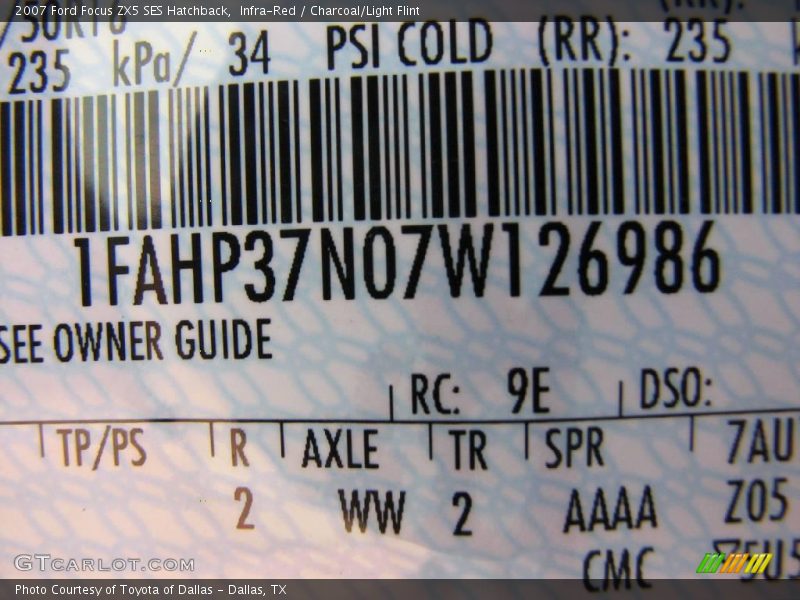 2007 Ford Focus ZX5 SES Hatchback, Infra-Red / Charcoal/Light Flint
235 kPa/ 34 PSI COLD (RR): 235
1FAHP37N07W126986
SEE OWNER GUIDE
RC: 9E DSO:
TP/PS R AXLE TR SPR 7AU
2 WW 2 AAAA Z05
CMC
GTCARLOT.COM
Photo Courtesy of Toyota of Dallas - Dallas, TX